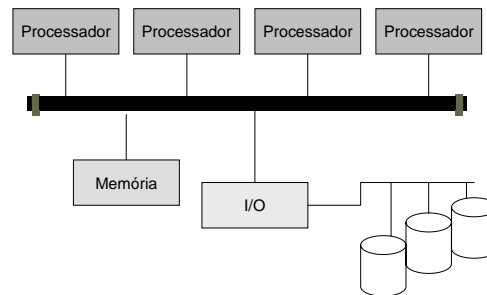 Processador
Processador
Processador
Processador
Memória
I/O